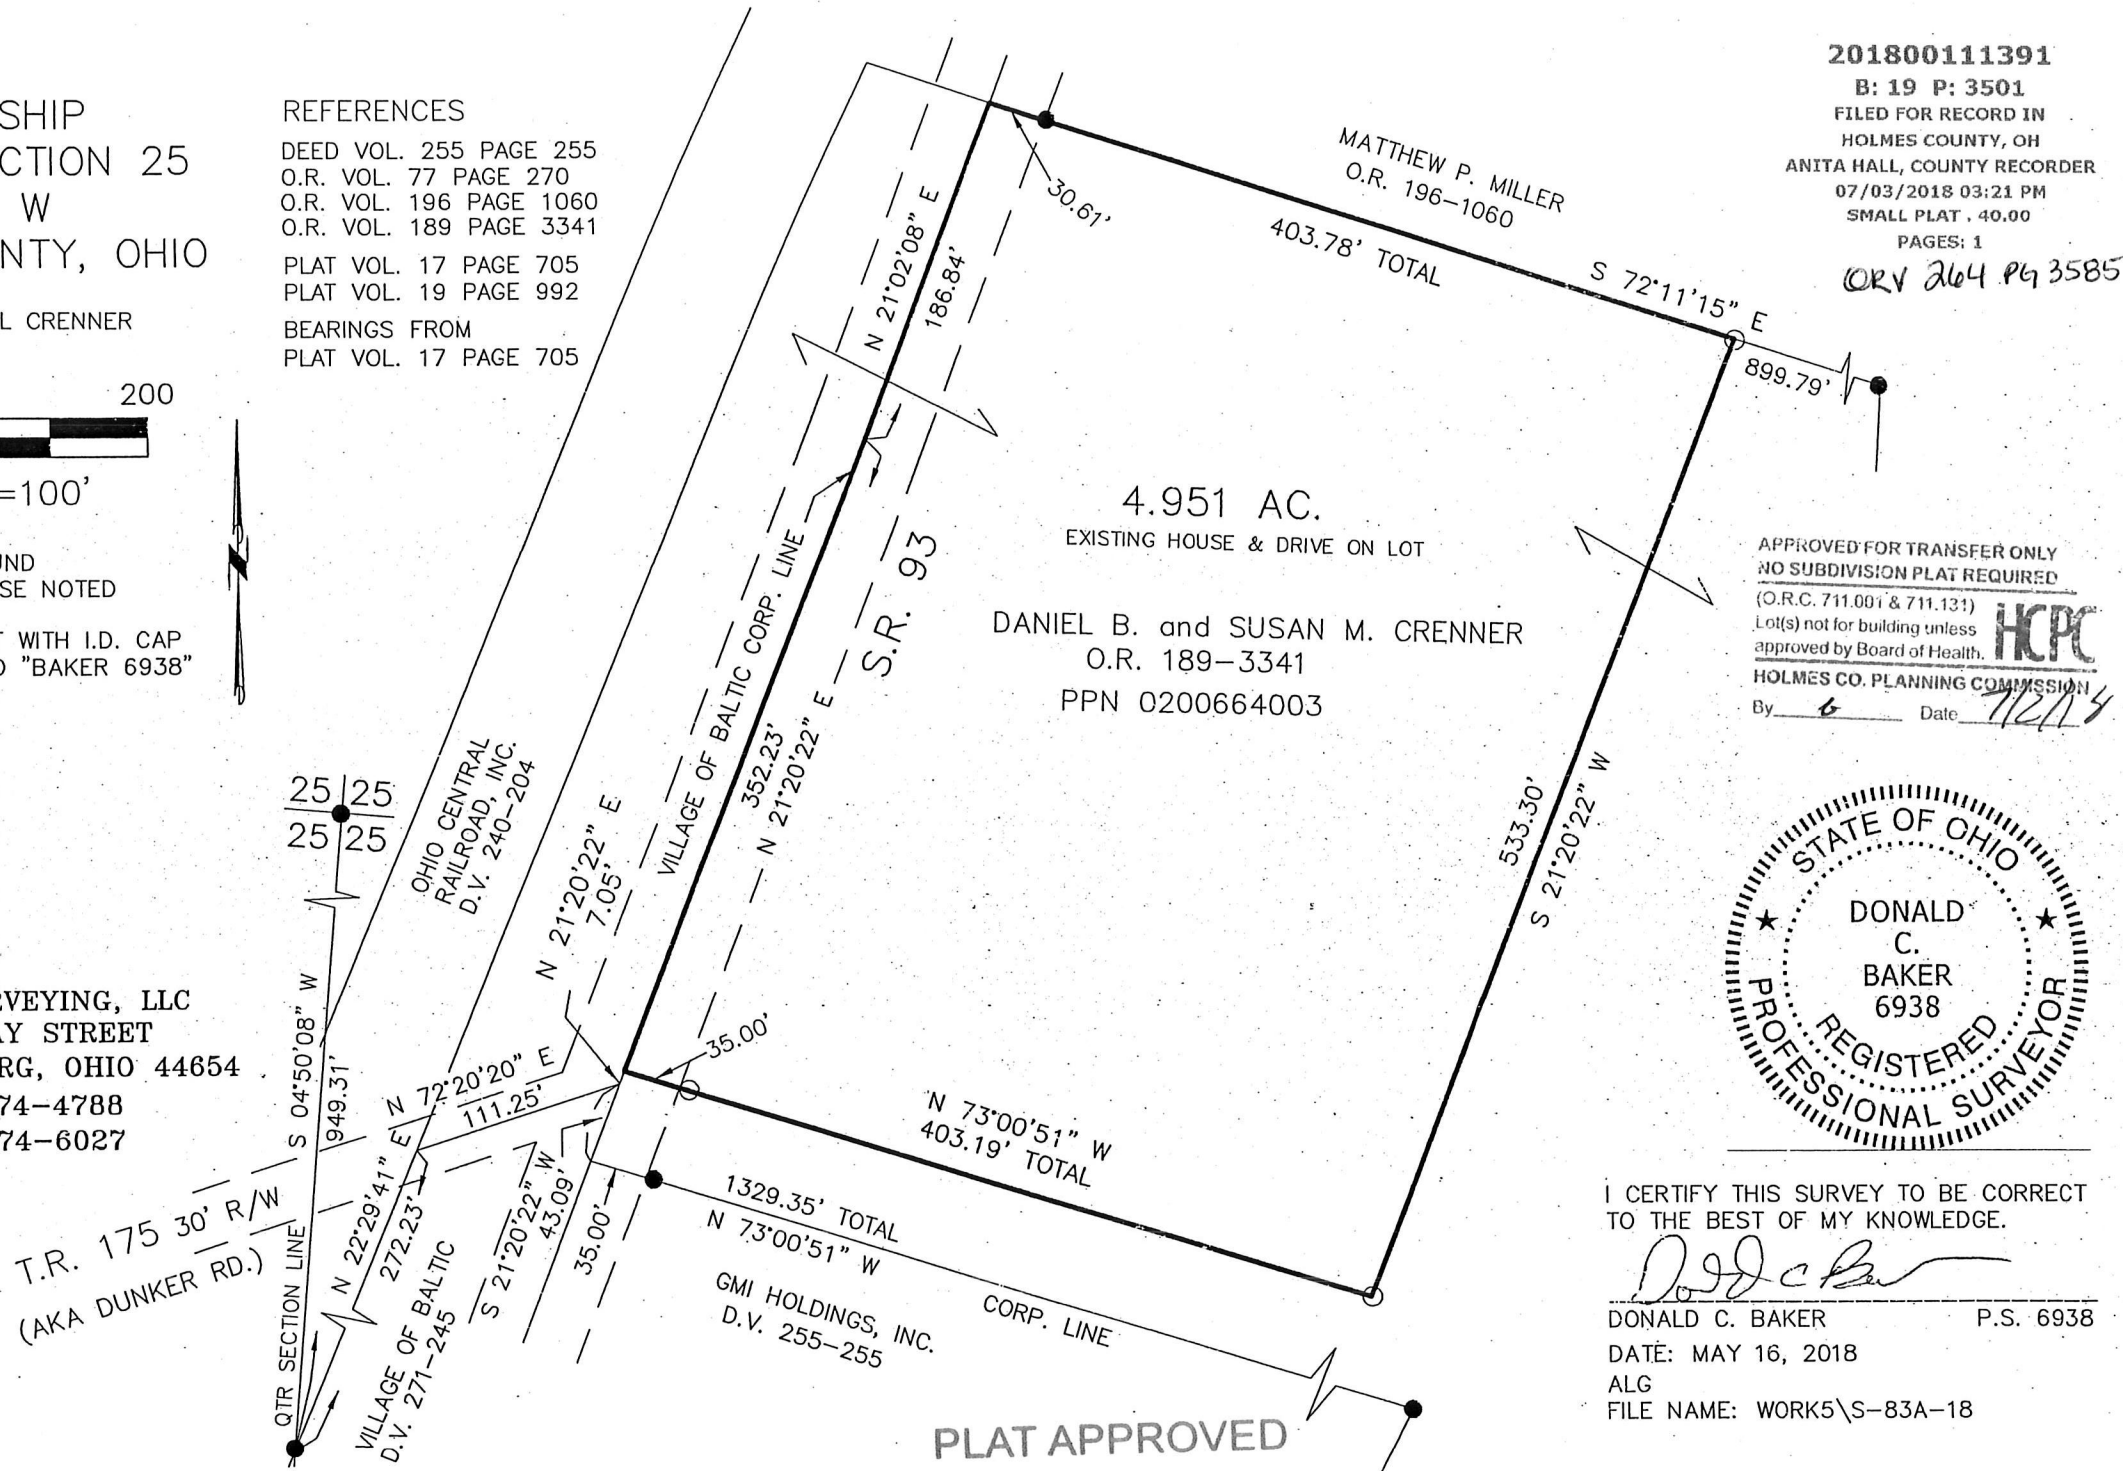 SHIP
CTION 25
W
NTY, OHIO
L CRENNER
200
=100'
UND
SE NOTED
T WITH I.D. CAP
D "BAKER 6938"
RVEYING, LLC
AY STREET
RG, OHIO 44654
74-4788
74-6027
REFERENCES
DEED VOL. 255 PAGE 255
O.R. VOL. 77 PAGE 270
O.R. VOL. 196 PAGE 1060
O.R. VOL. 189 PAGE 3341
PLAT VOL. 17 PAGE 705
PLAT VOL. 19 PAGE 992
BEARINGS FROM
PLAT VOL. 17 PAGE 705
201800111391
B: 19 P: 3501
FILED FOR RECORD IN
HOLMES COUNTY, OH
ANITA HALL, COUNTY RECORDER
07/03/2018 03:21 PM
SMALL PLAT . 40.00
PAGES: 1
ORV 264 PG 3585
MATTHEW P. MILLER
O.R. 196-1060
403.78' TOTAL
S 72°11'15" E
899.79'
30.61'
N 21°02'08" E
186.84'
4.951 AC.
EXISTING HOUSE & DRIVE ON LOT
DANIEL B. and SUSAN M. CRENNER
O.R. 189-3341
PPN 0200664003
S.R. 93
VILLAGE OF BALTIC CORP. LINE
352.23'
N 21°20'22" E
N 21°20'22" E
7.05'
OHIO CENTRAL
RAILROAD, INC.
D.V. 240-204
25 25
25 25
533.30'
S 21°20'22" W
35.00'
N 73°00'51" W
403.19' TOTAL
1329.35' TOTAL
N 73°00'51" W
CORP. LINE
GMI HOLDINGS, INC.
D.V. 255-255
N 72°20'20" E
111.25'
S 04°50'08" W
949.31'
QTR SECTION LINE
N 22°29'41" E
272.23'
S 21°20'22" W
43.09'
35.00'
VILLAGE OF BALTIC
D.V. 271-245
T.R. 175 30' R/W
(AKA DUNKER RD.)
APPROVED FOR TRANSFER ONLY
NO SUBDIVISION PLAT REQUIRED
(O.R.C. 711.001 & 711.131)
Lot(s) not for building unless
approved by Board of Health.
HCPC
HOLMES CO. PLANNING COMMISSION
By Date 7/2/18
STATE OF OHIO
DONALD
C.
BAKER
6938
REGISTERED
PROFESSIONAL SURVEYOR
I CERTIFY THIS SURVEY TO BE CORRECT
TO THE BEST OF MY KNOWLEDGE.
DONALD C. BAKER P.S. 6938
DATE: MAY 16, 2018
ALG
FILE NAME: WORK5\S-83A-18
PLAT APPROVED